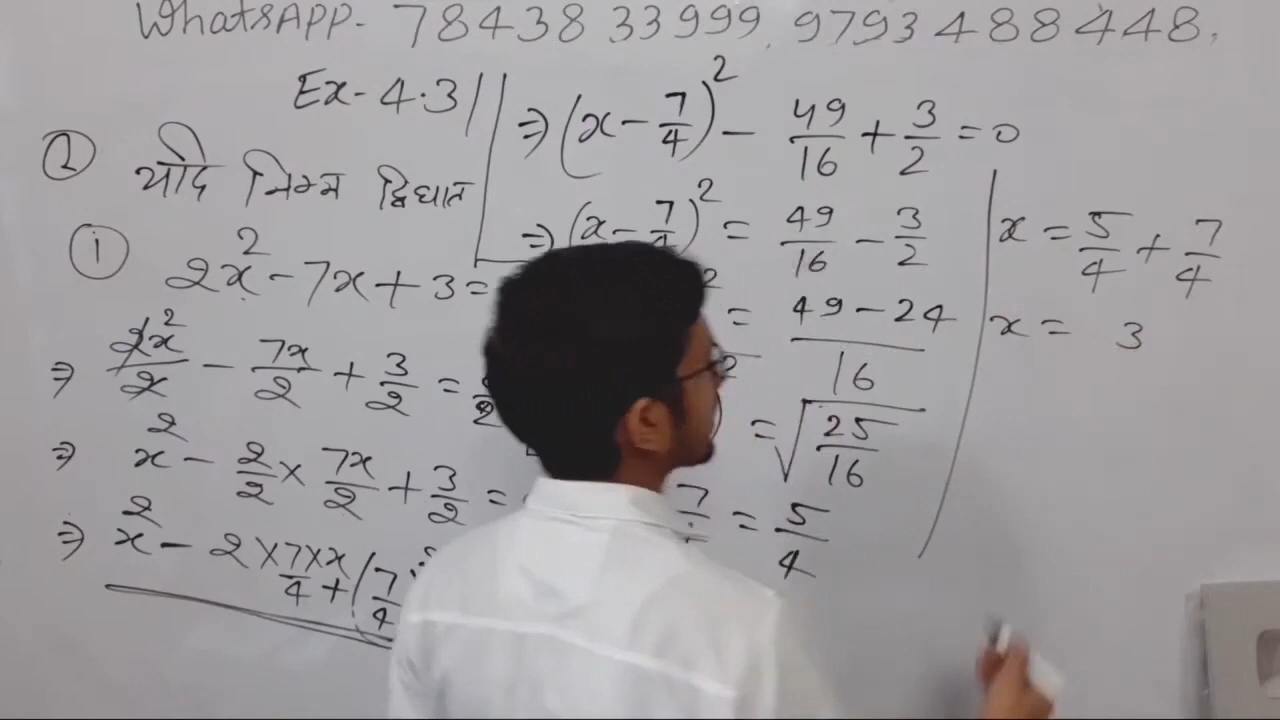 WhatsAPP- 7843833999, 9793488448,
Ex-4.3
② यदि निम्न द्विघात
① 2x² - 7x + 3 =
⇒ 2x²/2 - 7x/2 + 3/2 =
⇒ x² - 2/2 × 7x/2 + 3/2 =
⇒ x² - 2 × 7/4 × x + (7/4
⇒ (x - 7/4)² - 49/16 + 3/2 = 0
⇒ (x - 7/4)² = 49/16 - 3/2
= 49 - 24/16
= √25/16
7/ = 5/4
x = 5/4 + 7/4
x = 3